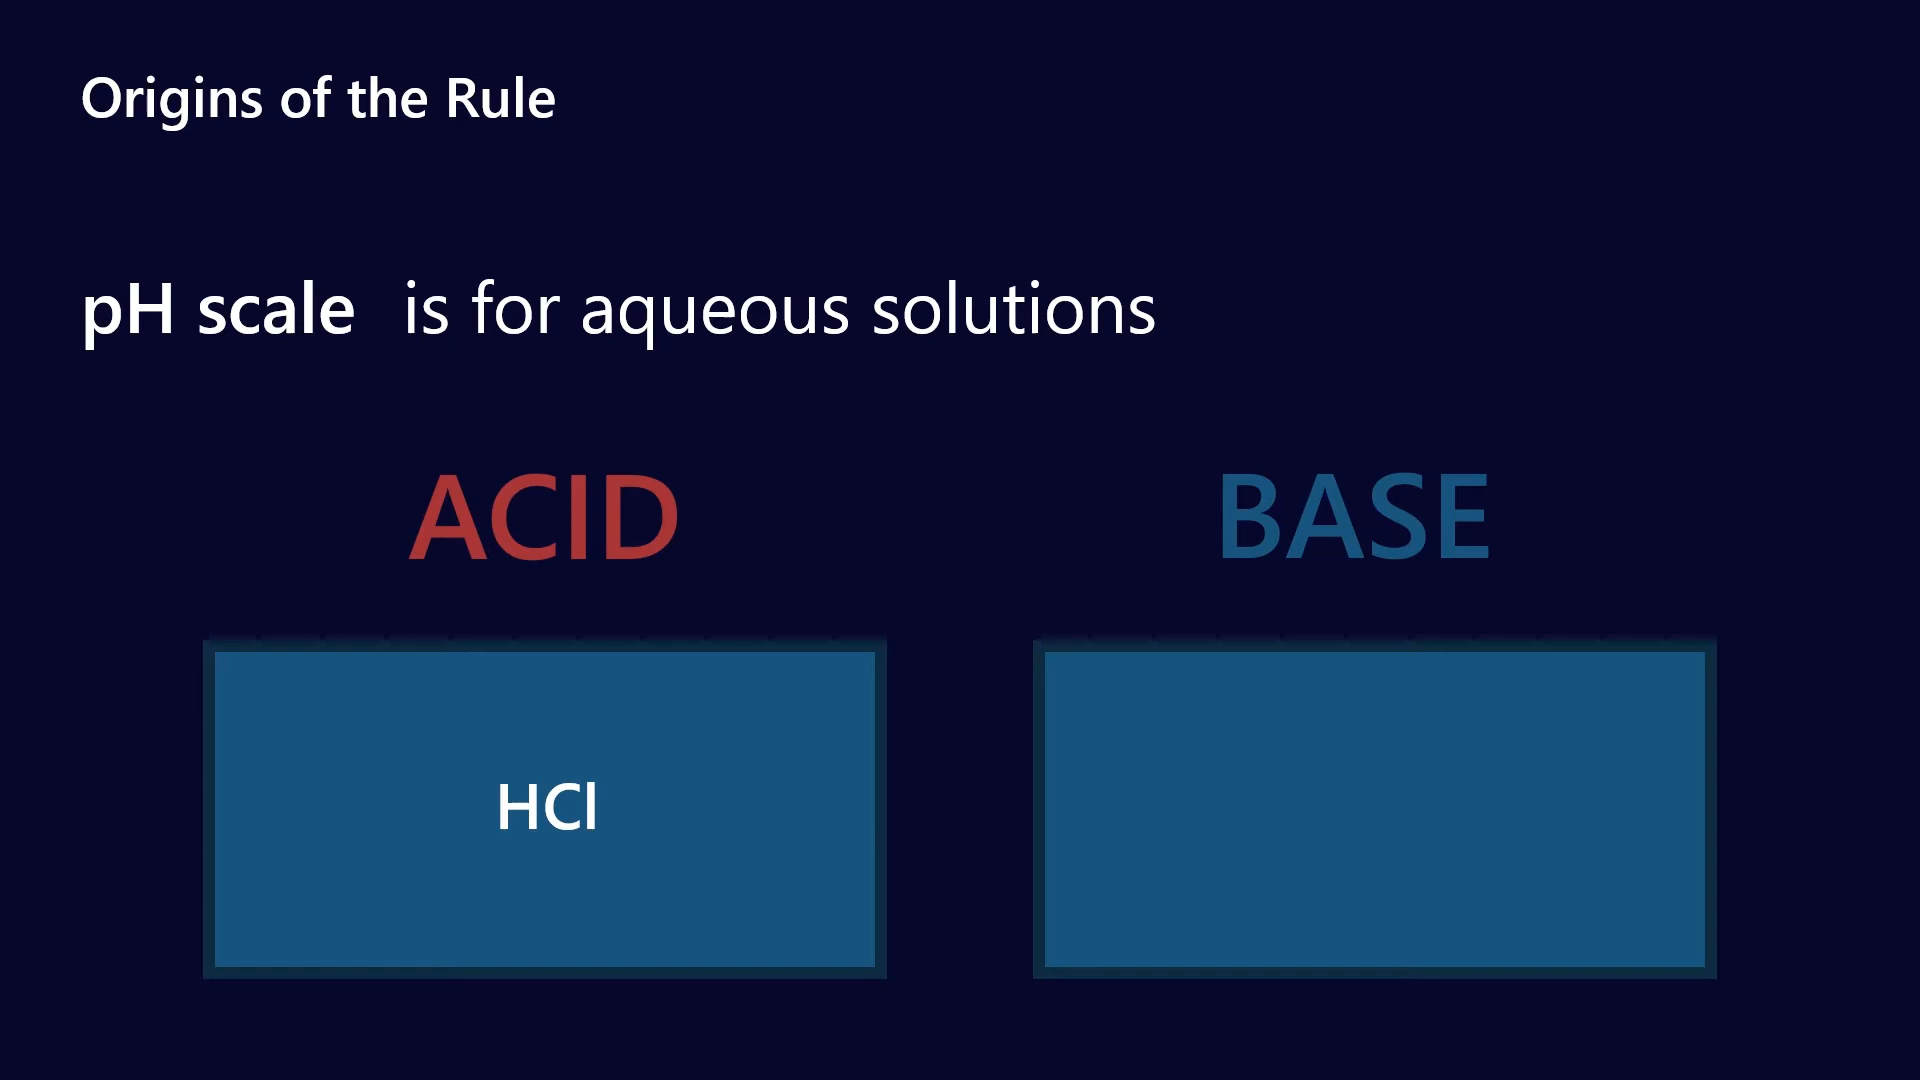 Origins of the Rule
pH scale is for aqueous solutions
ACID
BASE
HCl